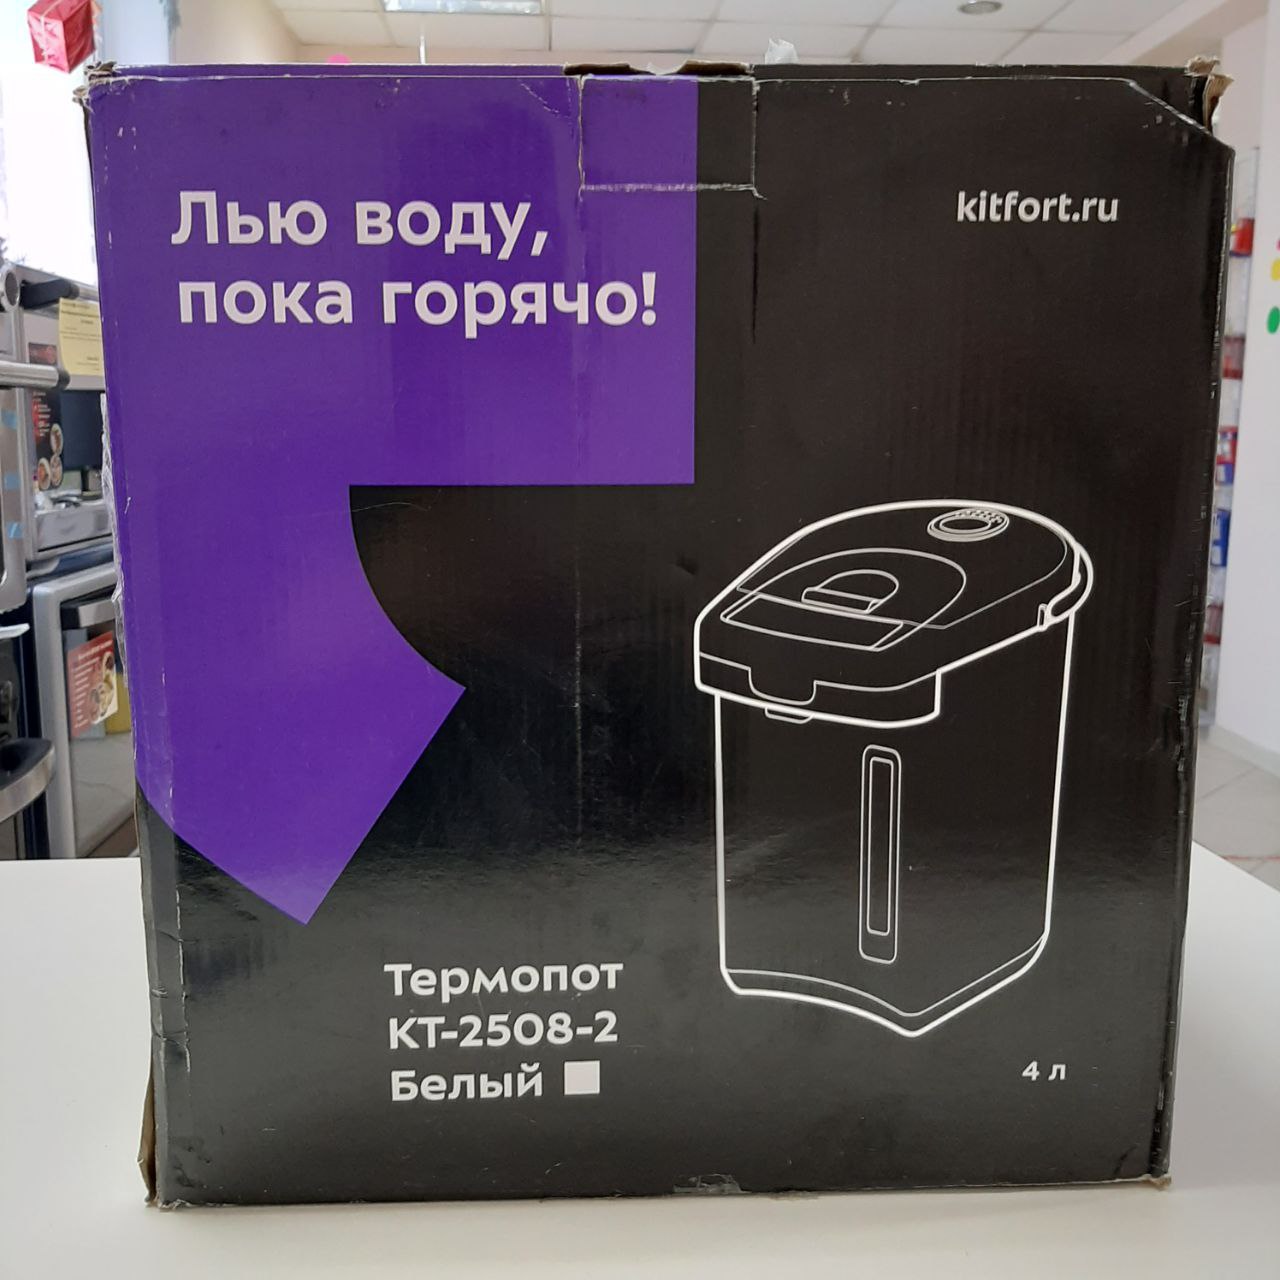 Лью воду,
пока горячо!
kitfort.ru
Термопот
КТ-2508-2
Белый
4 л